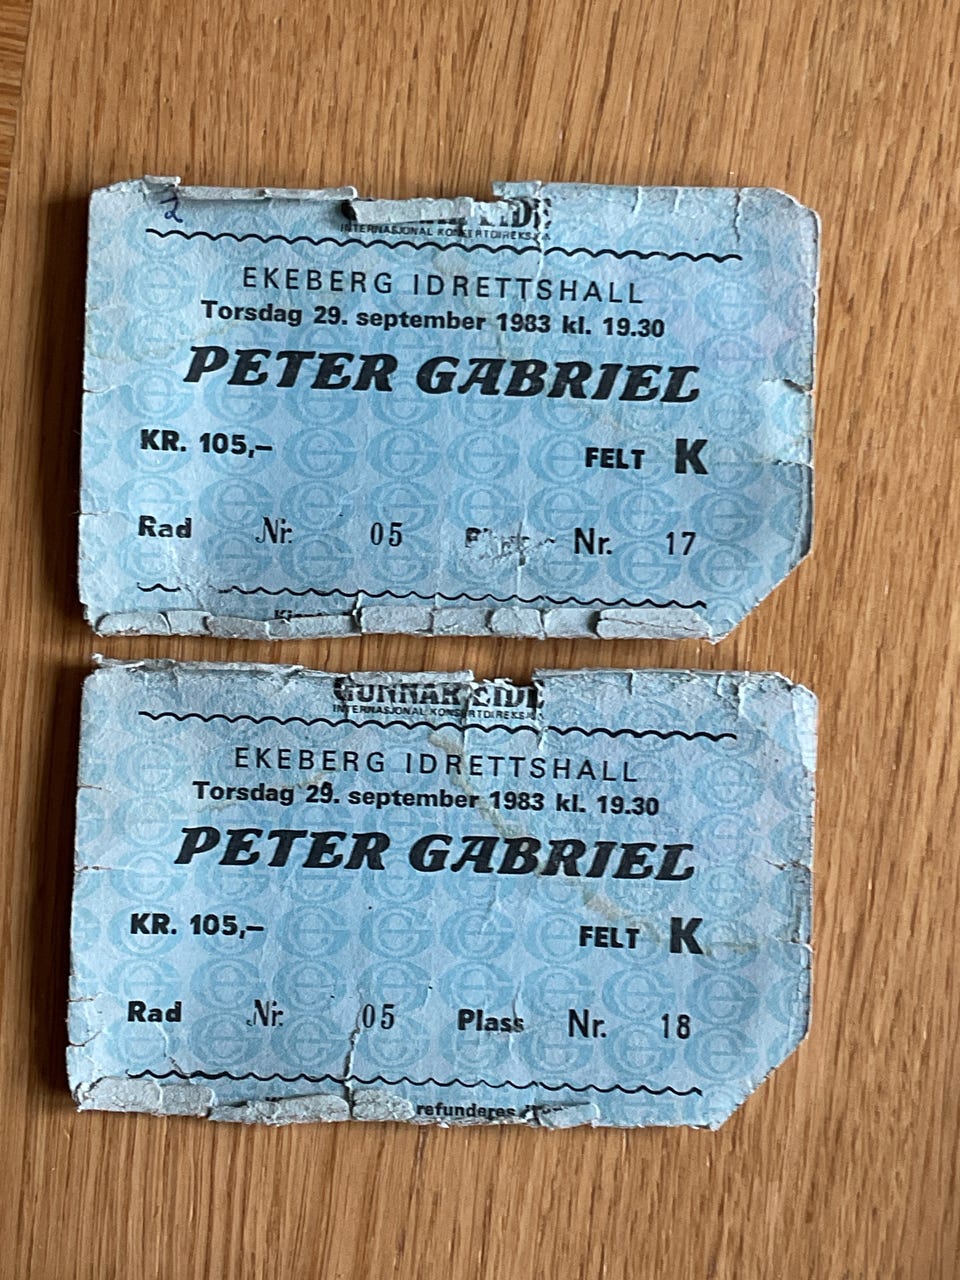 2
INTERNASJONAL KONSERTDIREKSJON
EKEBERG IDRETTSHALL
Torsdag 29. september 1983 kl. 19.30
PETER GABRIEL
KR. 105,– FELT K
Rad Nr. 05 Nr. 17
GUNNAR EIDE
INTERNASJONAL KONSERTDIREKSJON
EKEBERG IDRETTSHALL
Torsdag 29. september 1983 kl. 19.30
PETER GABRIEL
KR. 105,– FELT K
Rad Nr. 05 Plass Nr. 18
refunderes